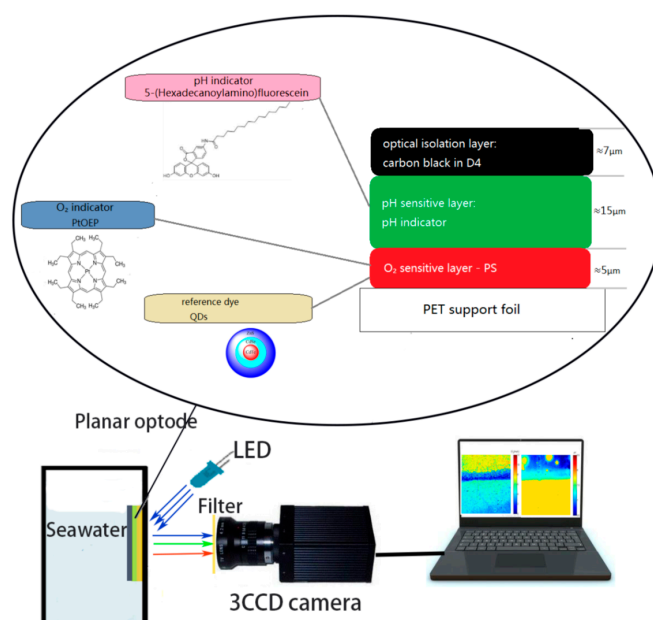 pH indicator
5-(Hexadecanoylamino)fluorescein
optical isolation layer:
carbon black in D4
≈7μm
pH sensitive layer:
pH indicator
≈15μm
O₂ indicator
PtOEP
O₂ sensitive layer - PS
≈5μm
reference dye
QDs
PET support foil
Planar optode
LED
Filter
Seawater
3CCD camera